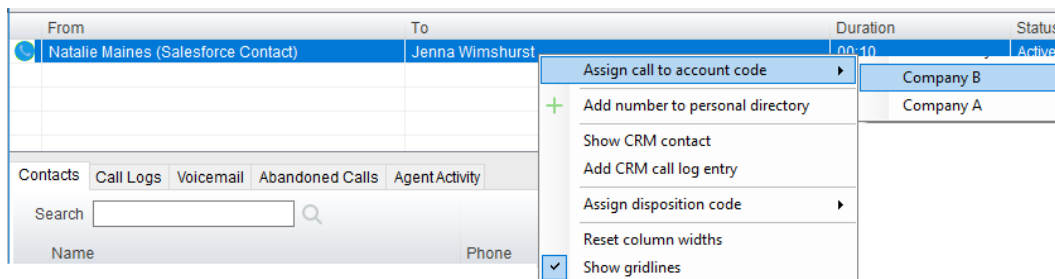 From To Duration Status
Natalie Maines (Salesforce Contact) Jenna Wimshurst 00:10 Active
Assign call to account code
Company B
Add number to personal directory
Company A
Show CRM contact
Add CRM call log entry
Contacts Call Logs Voicemail Abandoned Calls Agent Activity
Assign disposition code
Search
Reset column widths
Name Phone
Show gridlines